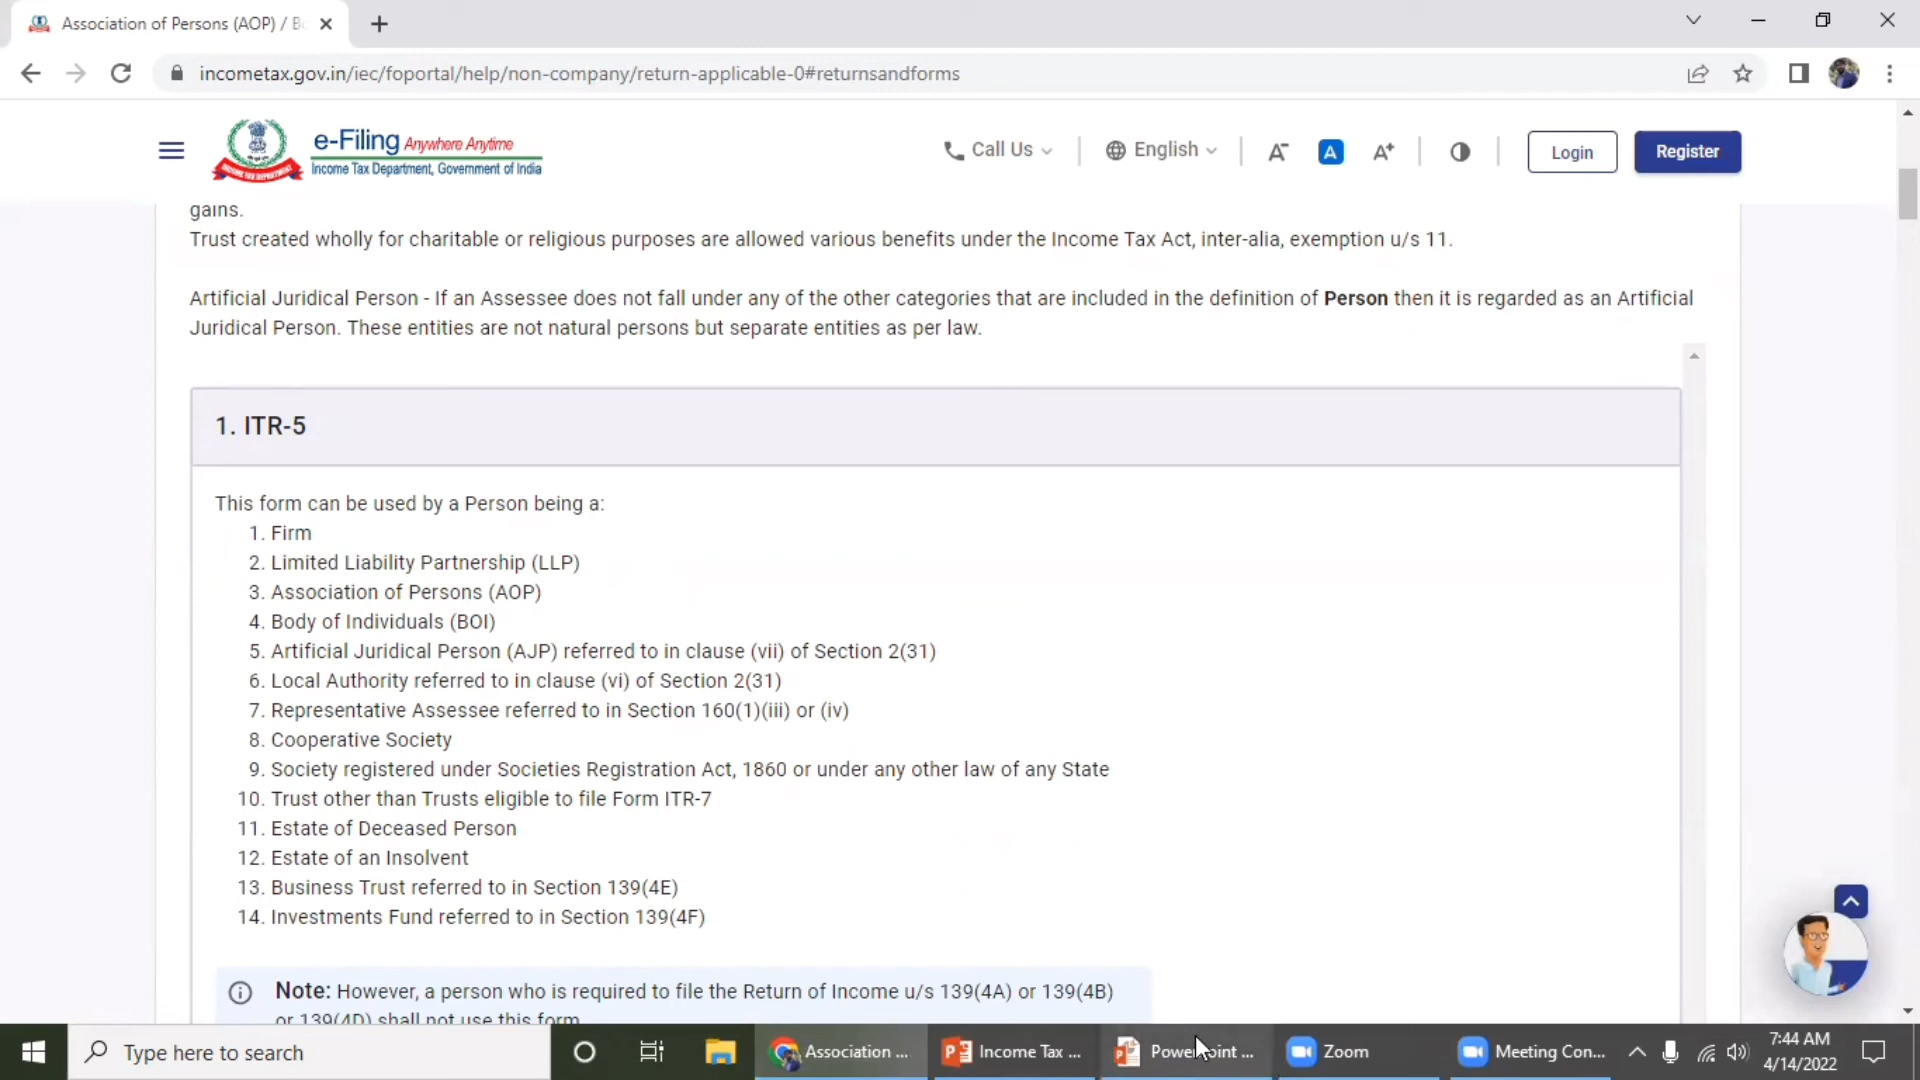 Association of Persons (AOP) / B
incometax.gov.in/iec/foportal/help/non-company/return-applicable-0#returnsandforms
e-Filing Anywhere Anytime
Income Tax Department, Government of India
Call Us
English
A-
A
A+
Login
Register
gains.
Trust created wholly for charitable or religious purposes are allowed various benefits under the Income Tax Act, inter-alia, exemption u/s 11.
Artificial Juridical Person - If an Assessee does not fall under any of the other categories that are included in the definition of Person then it is regarded as an Artificial
Juridical Person. These entities are not natural persons but separate entities as per law.
1. ITR-5
This form can be used by a Person being a:
1. Firm
2. Limited Liability Partnership (LLP)
3. Association of Persons (AOP)
4. Body of Individuals (BOI)
5. Artificial Juridical Person (AJP) referred to in clause (vii) of Section 2(31)
6. Local Authority referred to in clause (vi) of Section 2(31)
7. Representative Assessee referred to in Section 160(1)(iii) or (iv)
8. Cooperative Society
9. Society registered under Societies Registration Act, 1860 or under any other law of any State
10. Trust other than Trusts eligible to file Form ITR-7
11. Estate of Deceased Person
12. Estate of an Insolvent
13. Business Trust referred to in Section 139(4E)
14. Investments Fund referred to in Section 139(4F)
Note: However, a person who is required to file the Return of Income u/s 139(4A) or 139(4B)
or 139(4D) shall not use this form
Type here to search
Association ...
Income Tax ...
PowerPoint ...
Zoom
Meeting Con...
7:44 AM
4/14/2022